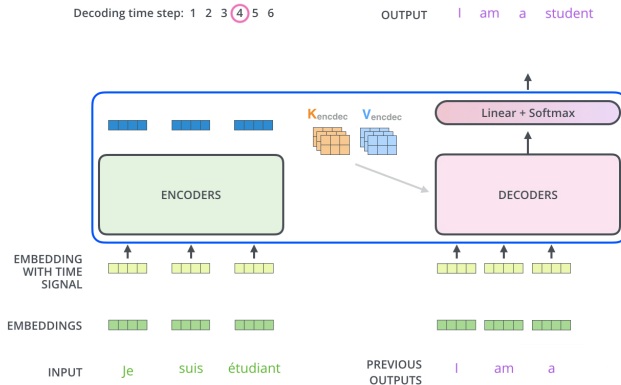 Decoding time step: 1 2 3 4 5 6
OUTPUT I am a student
Kencdec Vencdec
Linear + Softmax
ENCODERS
DECODERS
EMBEDDING
WITH TIME
SIGNAL
EMBEDDINGS
INPUT Je suis étudiant
PREVIOUS
OUTPUTS
I am a